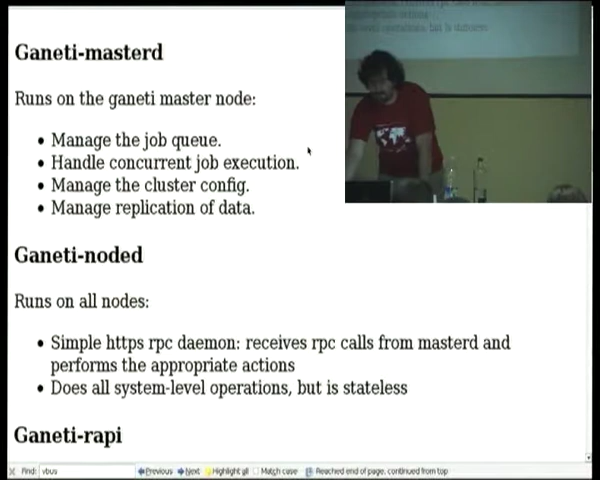 Ganeti-masterd
Runs on the ganeti master node:
• Manage the job queue.
• Handle concurrent job execution.
• Manage the cluster config.
• Manage replication of data.
Ganeti-noded
Runs on all nodes:
• Simple https rpc daemon: receives rpc calls from masterd and
performs the appropriate actions
• Does all system-level operations, but is stateless
Ganeti-rapi
Find: vbus Previous Next Highlight all Match case Reached end of page, continued from top